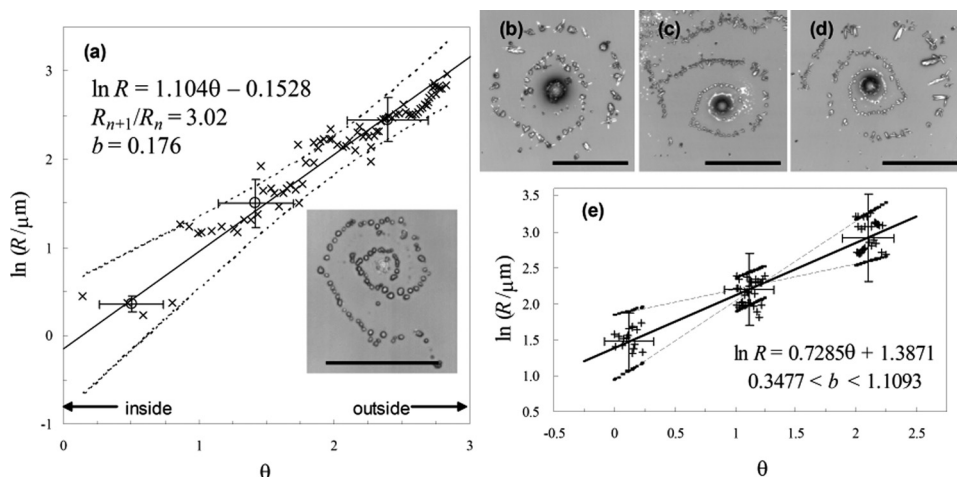 (a)
ln R = 1.104θ – 0.1528
Rn+1/Rn = 3.02
b = 0.176
ln (R/μm)
3
2
1
0
-1
inside
outside
0
1
2
3
θ
(b)
(c)
(d)
(e)
ln (R/μm)
3.5
3.0
2.5
2.0
1.5
1.0
0.5
ln R = 0.7285θ + 1.3871
0.3477 < b < 1.1093
-0.5
0
0.5
1
1.5
2
2.5
θ